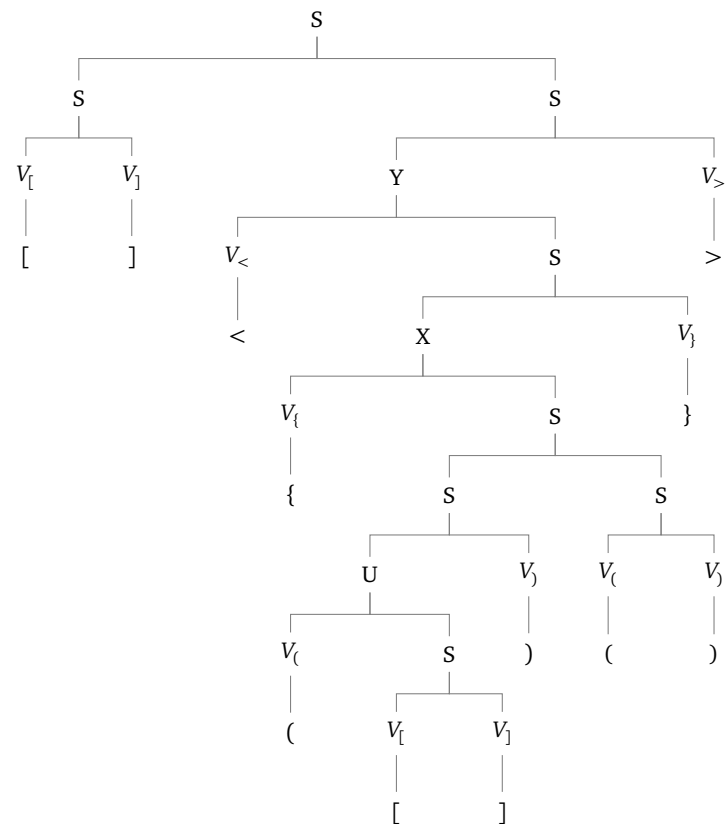 S
S S
V[ V] Y V>
[ ] V< S >
< X V}
V{ S }
{ S S
U V) V( V)
V( S ) ( )
( V[ V]
[ ]